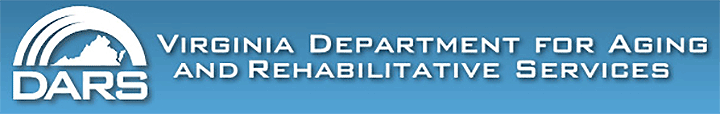 DARS
Virginia Department for Aging
and Rehabilitative Services